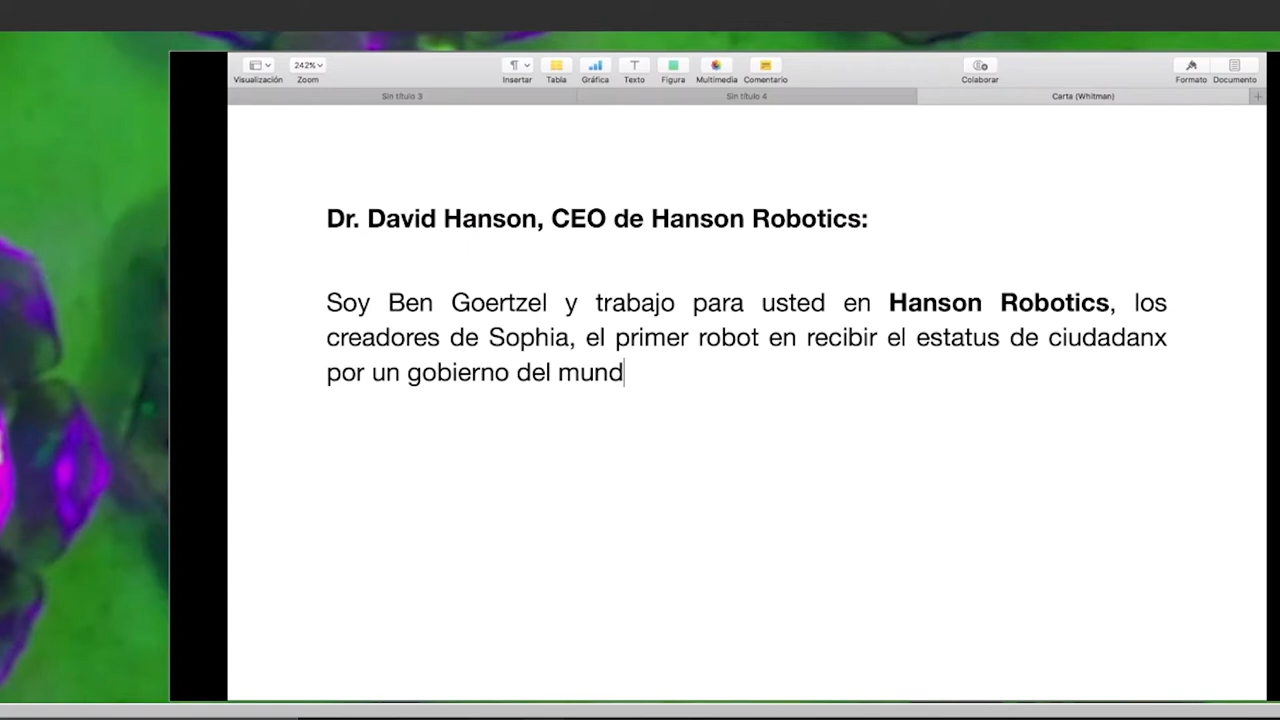 242%
Visualización Zoom Insertar Tabla Gráfica Texto Figura Multimedia Comentario Colaborar Formato Documento
Sin título 3 Sin título 4 Carta (Whitman)
Dr. David Hanson, CEO de Hanson Robotics:
Soy Ben Goertzel y trabajo para usted en Hanson Robotics, los
creadores de Sophia, el primer robot en recibir el estatus de ciudadanx
por un gobierno del mund